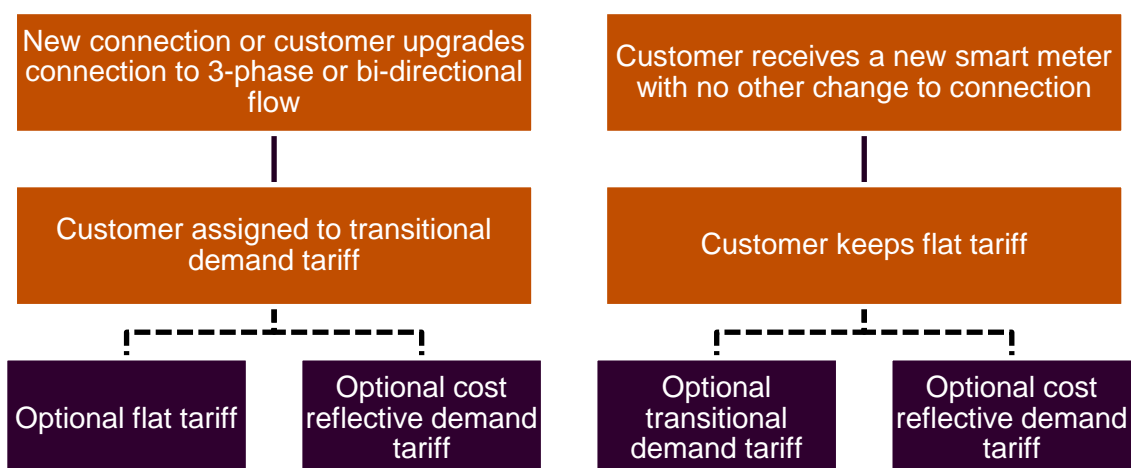 New connection or customer upgrades
connection to 3-phase or bi-directional
flow
Customer receives a new smart meter
with no other change to connection
Customer assigned to transitional
demand tariff
Customer keeps flat tariff
Optional flat tariff
Optional cost
reflective demand
tariff
Optional
transitional
demand tariff
Optional cost
reflective demand
tariff